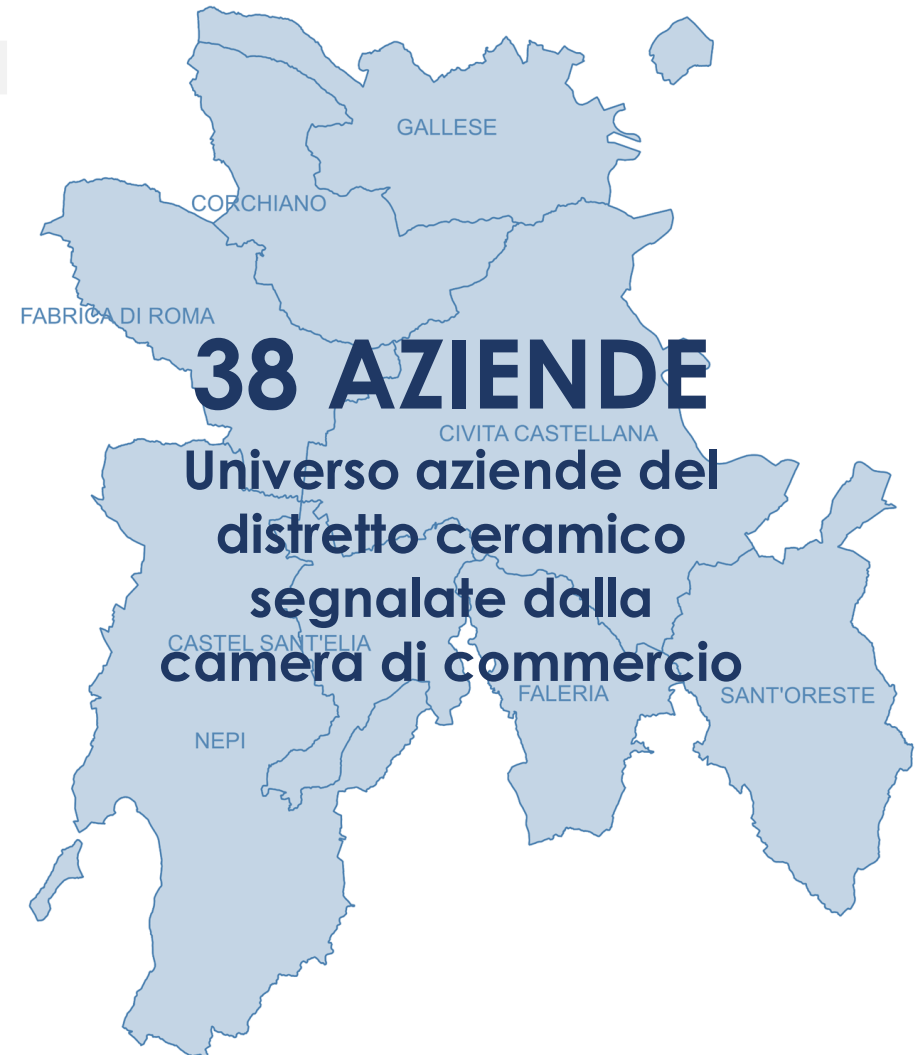 GALLESE
CORCHIANO
FABRICA DI ROMA
38 AZIENDE
CIVITA CASTELLANA
Universo aziende del
distretto ceramico
segnalate dalla
CASTEL SANT'ELIA
camera di commercio
FALERIA
SANT'ORESTE
NEPI